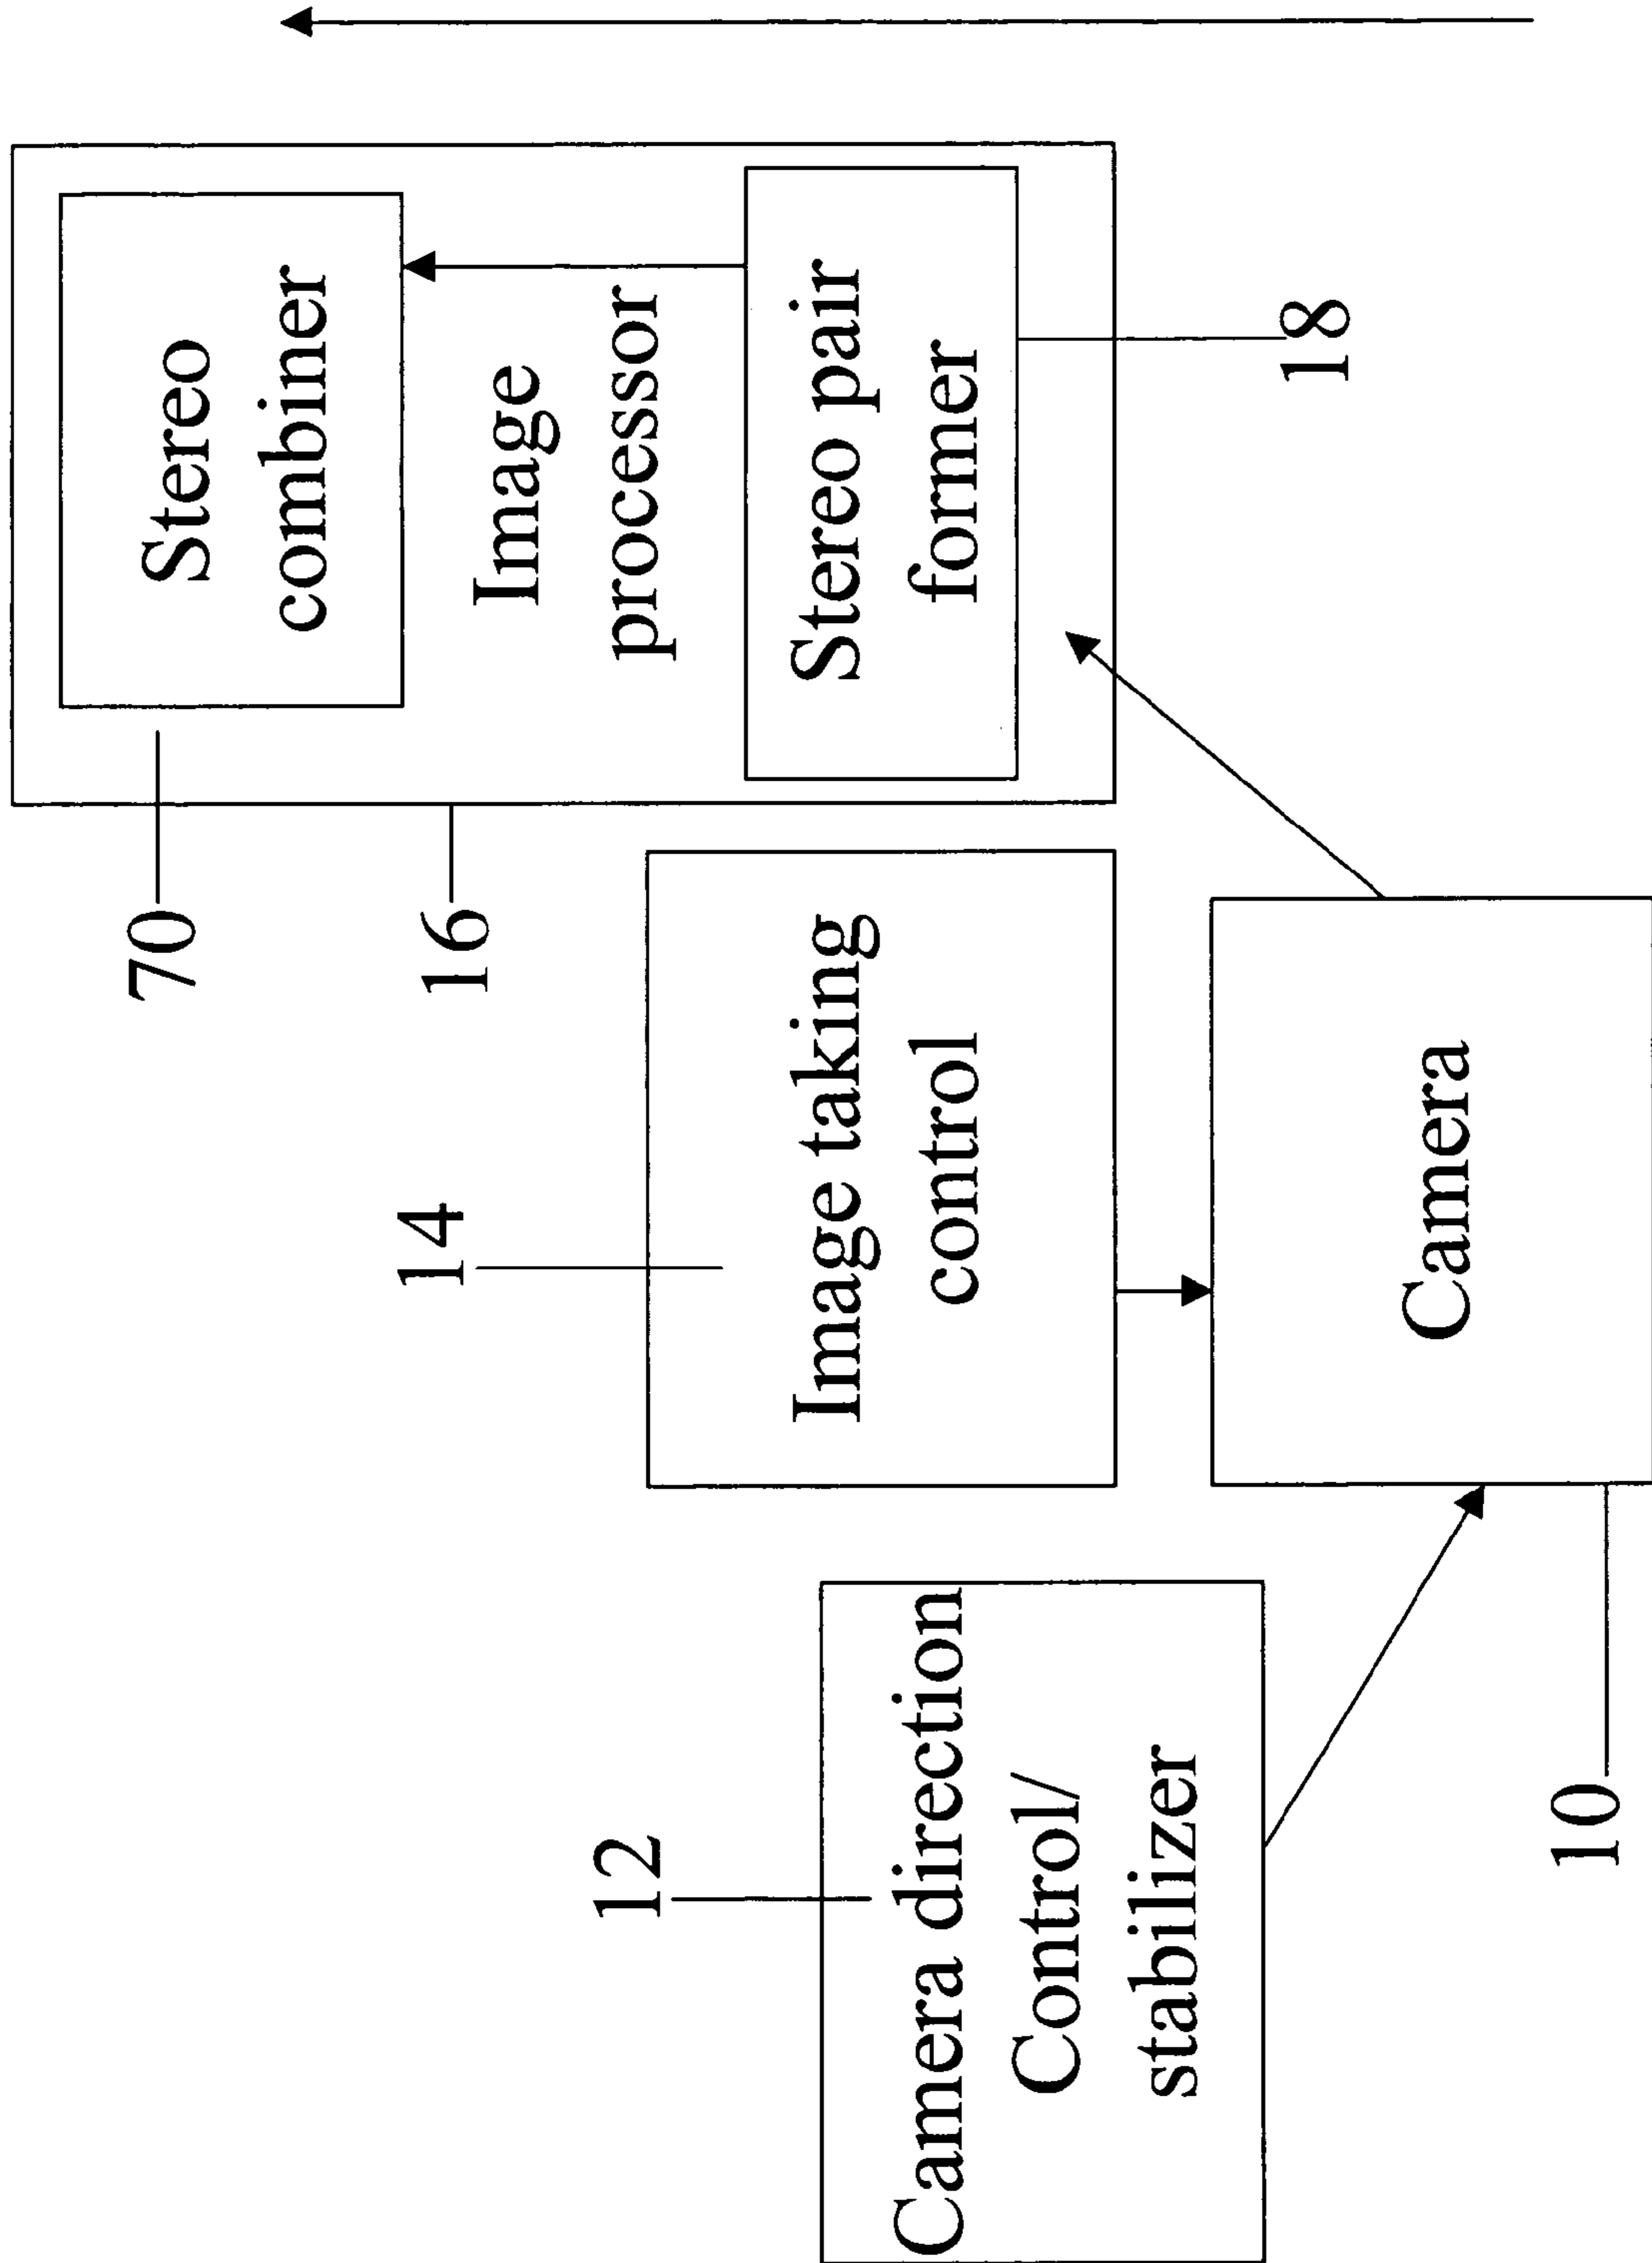 70
Stereo
combiner
16
Image
processor
14
Image taking
control
Stereo pair
former
12
Camera direction
Control/
stabilizer
18
Camera
10